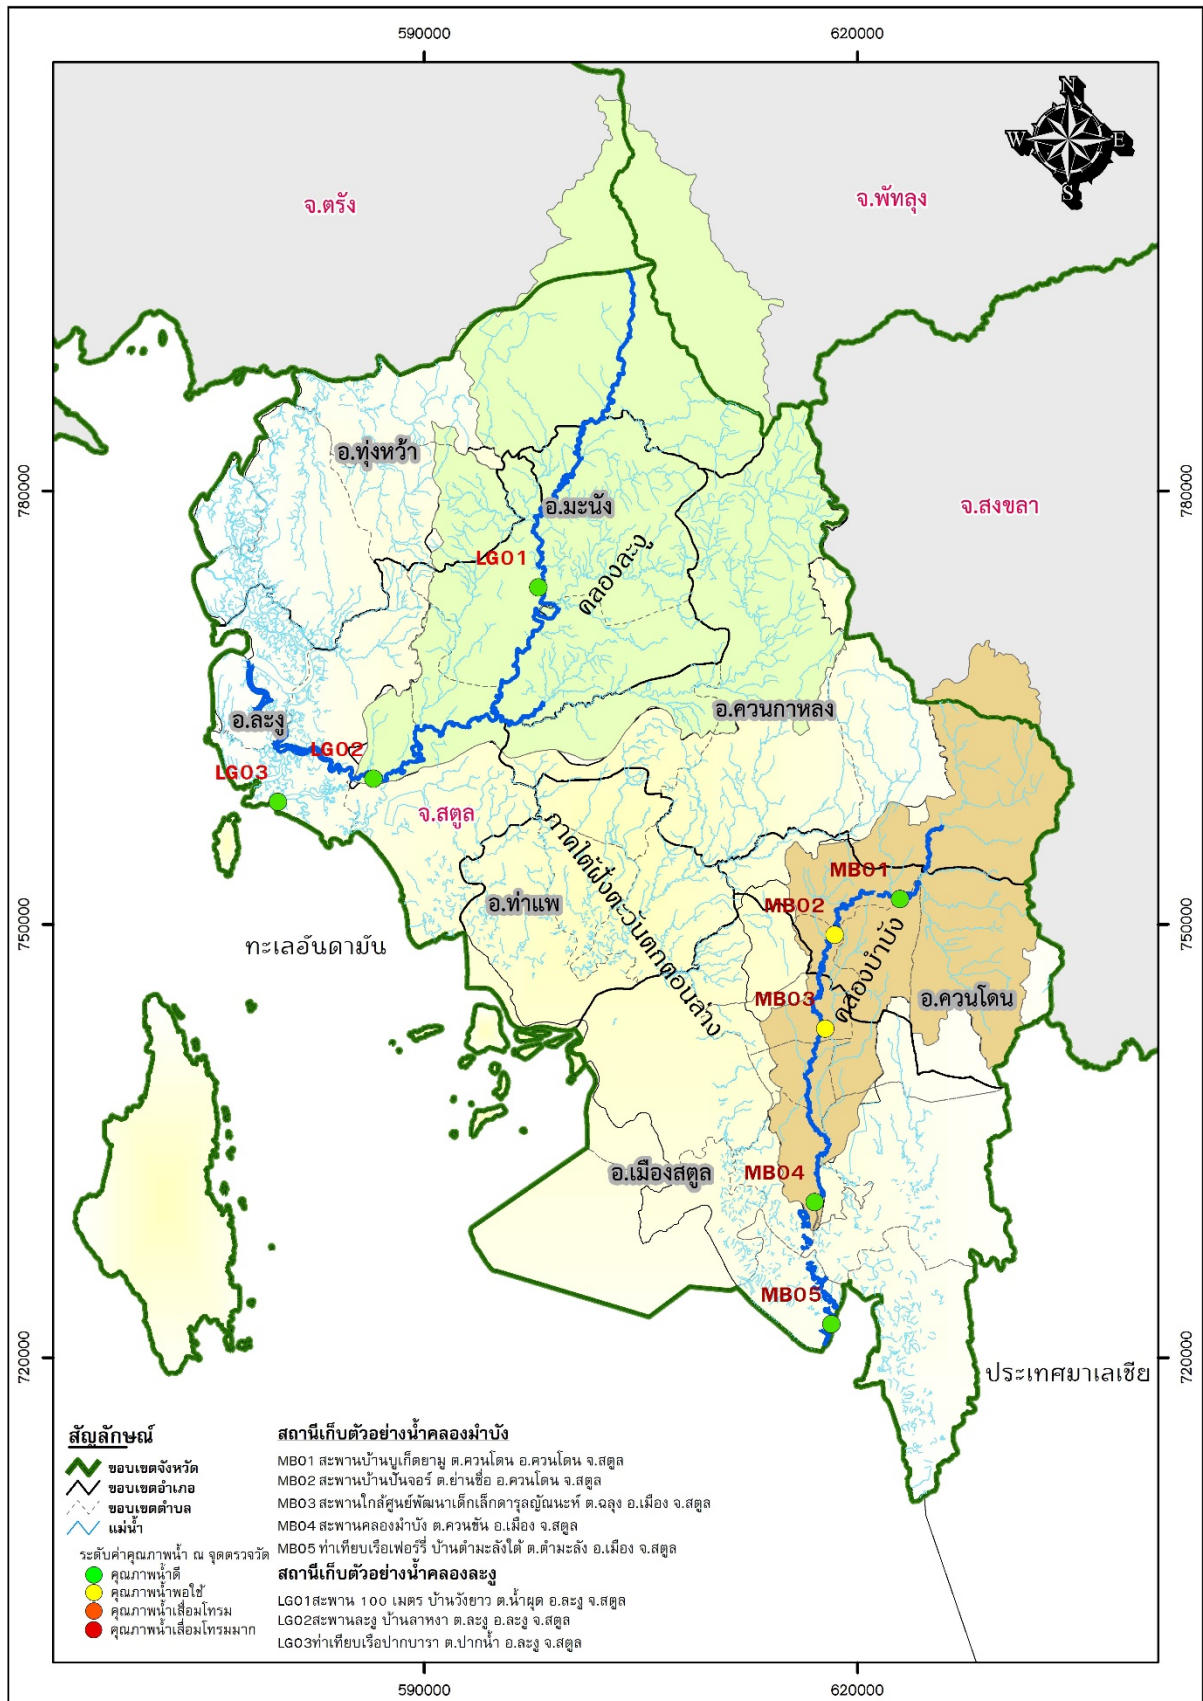 590000
620000
N
W
E
S
จ.ตรัง
จ.พัทลุง
อ.ทุ่งหว้า
780000
780000
อ.มะนัง
จ.สงขลา
LG01
คลองละงู
อ.ละงู
อ.ควนกาหลง
LG02
LG03
จ.สตูล
ภาคใต้ฝั่งตะวันตกตอนล่าง
MB01
อ.ท่าแพ
MB02
750000
750000
ทะเลอันดามัน
คลองบำบัง
MB03
อ.ควนโดน
อ.เมืองสตูล
MB04
MB05
720000
720000
ประเทศมาเลเซีย
สัญลักษณ์
ขอบเขตจังหวัด
ขอบเขตอำเภอ
ขอบเขตตำบล
แม่น้ำ
ระดับค่าคุณภาพน้ำ ณ จุดตรวจวัด
คุณภาพน้ำดี
คุณภาพน้ำพอใช้
คุณภาพน้ำเสื่อมโทรม
คุณภาพน้ำเสื่อมโทรมมาก
สถานีเก็บตัวอย่างน้ำคลองมำบัง
MB01 สะพานบ้านบูเก็ตยามู ต.ควนโดน อ.ควนโดน จ.สตูล
MB02 สะพานบ้านปันจอร์ ต.ย่านซื่อ อ.ควนโดน จ.สตูล
MB03 สะพานใกล้ศูนย์พัฒนาเด็กเล็กดารุลญัณนะห์ ต.ฉลุง อ.เมือง จ.สตูล
MB04 สะพานคลองมำบัง ต.ควนขัน อ.เมือง จ.สตูล
MB05 ท่าเทียบเรือเฟอร์รี่ บ้านตำมะลังใต้ ต.ตำมะลัง อ.เมือง จ.สตูล
สถานีเก็บตัวอย่างน้ำคลองละงู
LG01สะพาน 100 เมตร บ้านวังยาว ต.น้ำผุด อ.ละงู จ.สตูล
LG02สะพานละงู บ้านลาหงา ต.ละงู อ.ละงู จ.สตูล
LG03ท่าเทียบเรือปากบารา ต.ปากน้ำ อ.ละงู จ.สตูล
590000
620000